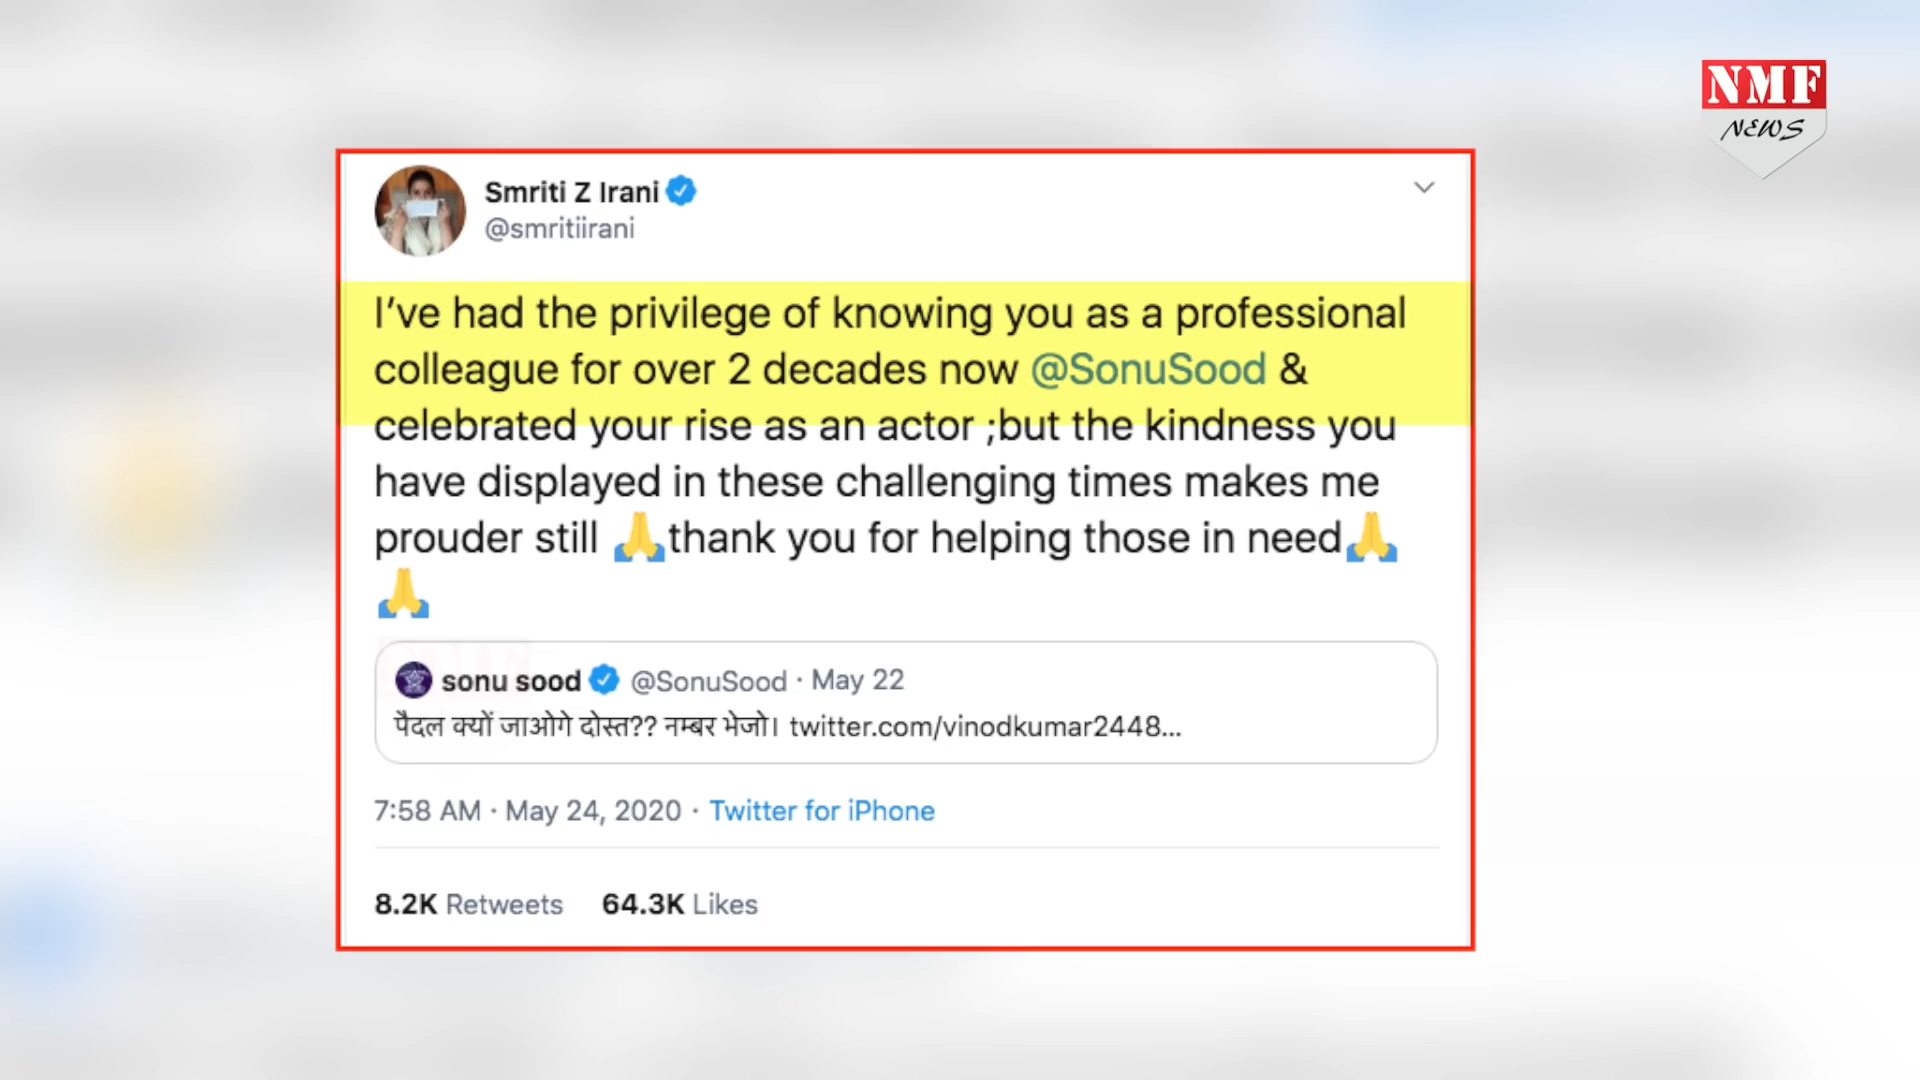 NMF
NEWS
Smriti Z Irani
@smritiirani
I’ve had the privilege of knowing you as a professional
colleague for over 2 decades now @SonuSood &
celebrated your rise as an actor ;but the kindness you
have displayed in these challenging times makes me
prouder still 🙏thank you for helping those in need🙏
🙏
sonu sood @SonuSood · May 22
पैदल क्यों जाओगे दोस्त?? नम्बर भेजो। twitter.com/vinodkumar2448...
7:58 AM · May 24, 2020 · Twitter for iPhone
8.2K Retweets 64.3K Likes